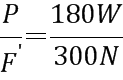 P/F' = 180W/300N